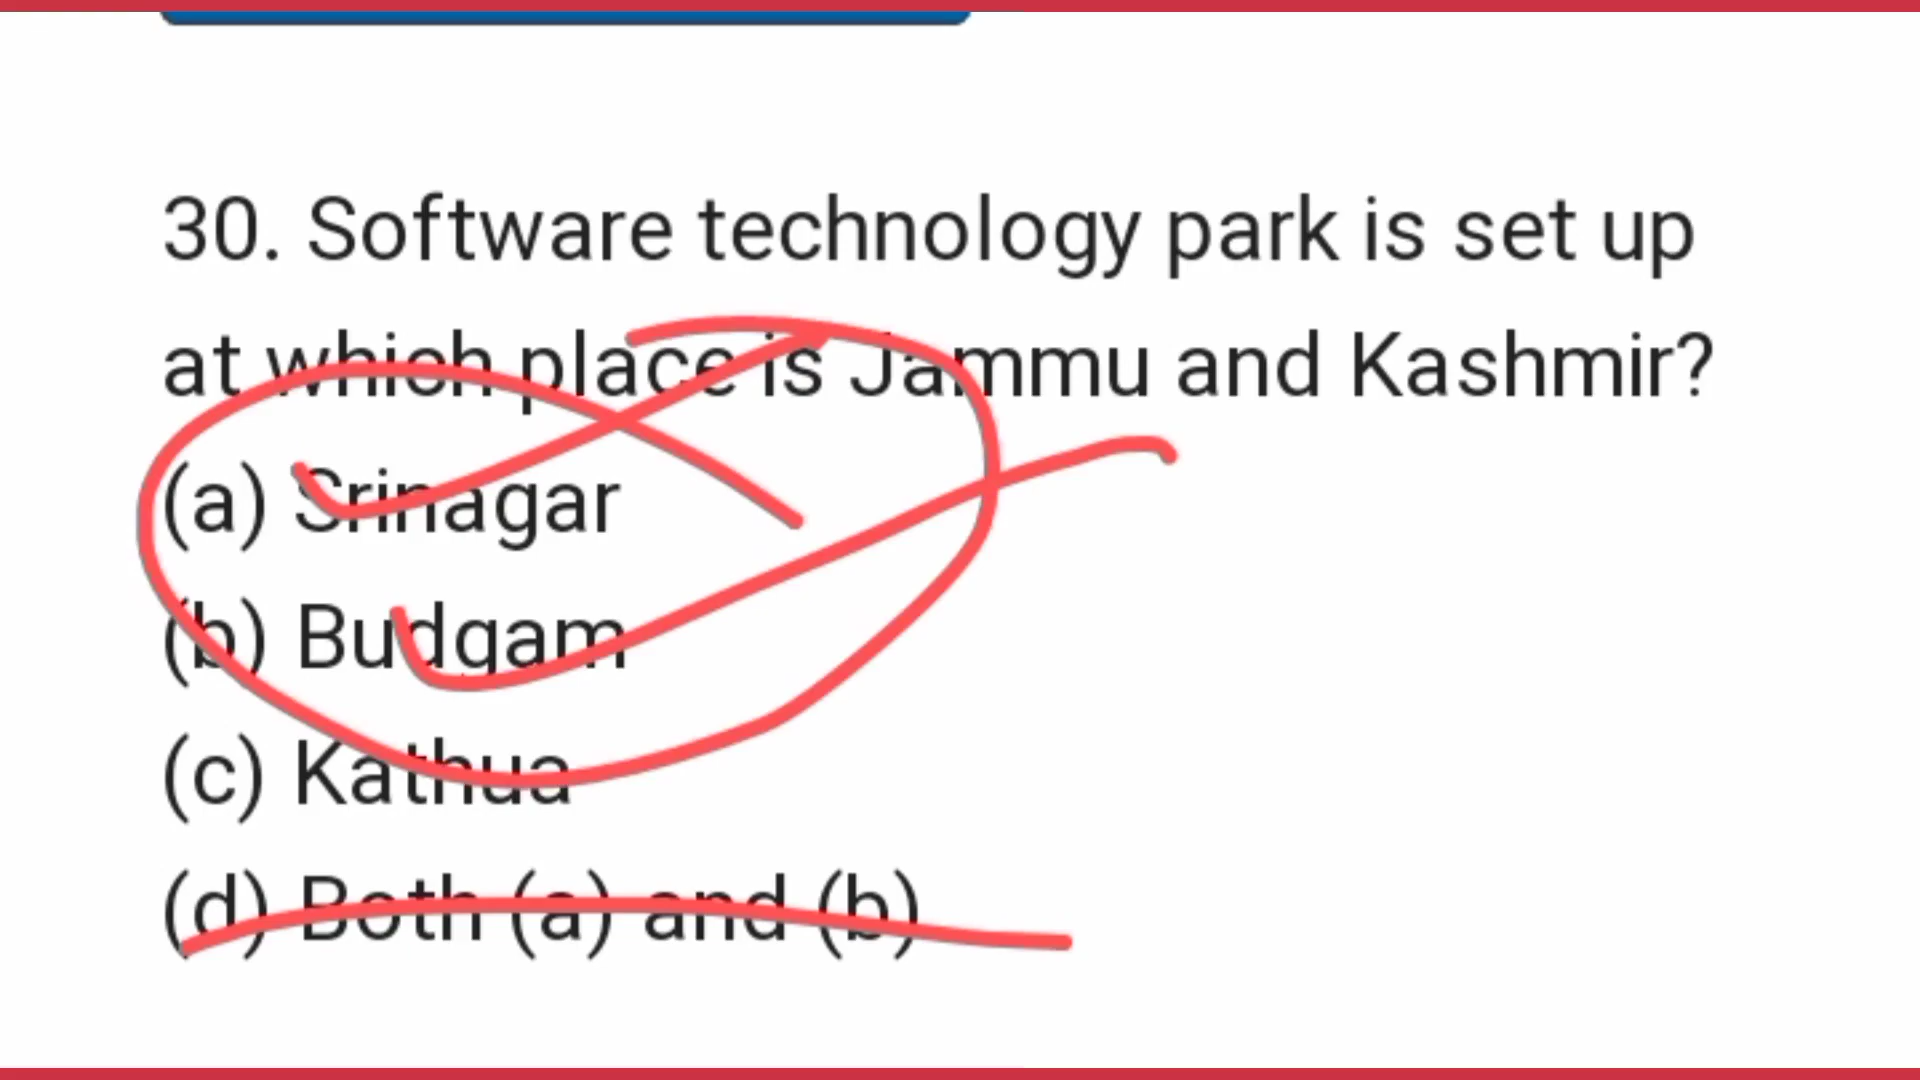 30. Software technology park is set up
at which place is Jammu and Kashmir?
(a) Srinagar
(b) Budgam
(c) Kathua
(d) Both (a) and (b)